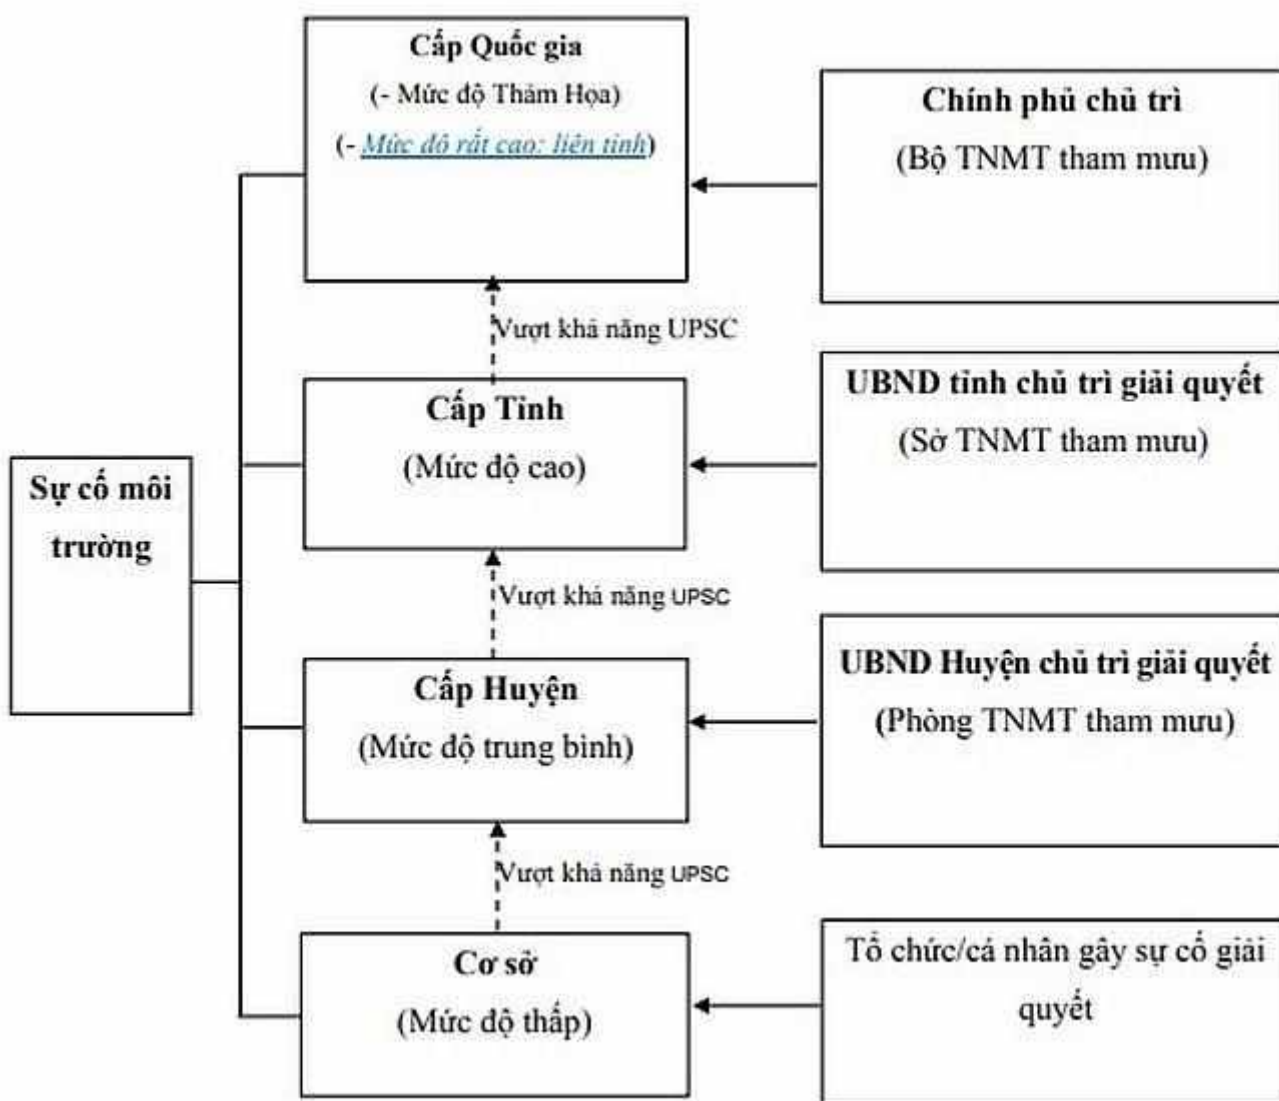 Cấp Quốc gia
(- Mức độ Thảm Họa)
(- Mức độ rất cao: liên tỉnh)
Chính phủ chủ trì
(Bộ TNMT tham mưu)
Vượt khả năng UPSC
Cấp Tỉnh
(Mức độ cao)
UBND tỉnh chủ trì giải quyết
(Sở TNMT tham mưu)
Sự cố môi
trường
Vượt khả năng UPSC
Cấp Huyện
(Mức độ trung bình)
UBND Huyện chủ trì giải quyết
(Phòng TNMT tham mưu)
Vượt khả năng UPSC
Cơ sở
(Mức độ thấp)
Tổ chức/cá nhân gây sự cố giải
quyết